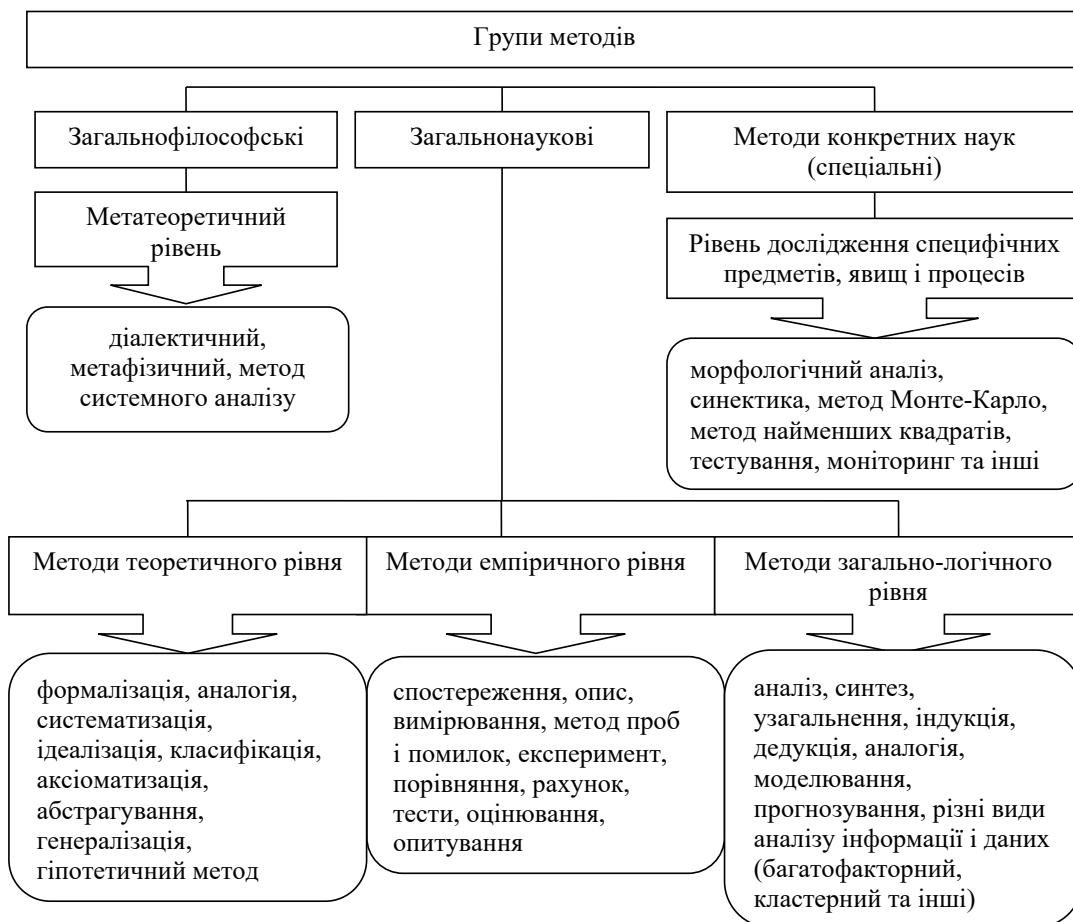 Групи методів
Загальнофілософські
Загальнонаукові
Методи конкретних наук
(спеціальні)
Метатеоретичний
рівень
Рівень дослідження специфічних
предметів, явищ і процесів
діалектичний,
метафізичний, метод
системного аналізу
морфологічний аналіз,
синектика, метод Монте-Карло,
метод найменших квадратів,
тестування, моніторинг та інші
Методи теоретичного рівня
Методи емпіричного рівня
Методи загально-логічного
рівня
формалізація, аналогія,
систематизація,
ідеалізація, класифікація,
аксіоматизація,
абстрагування,
генералізація,
гіпотетичний метод
спостереження, опис,
вимірювання, метод проб
і помилок, експеримент,
порівняння, рахунок,
тести, оцінювання,
опитування
аналіз, синтез,
узагальнення, індукція,
дедукція, аналогія,
моделювання,
прогнозування, різні види
аналізу інформації і даних
(багатофакторний,
кластерний та інші)